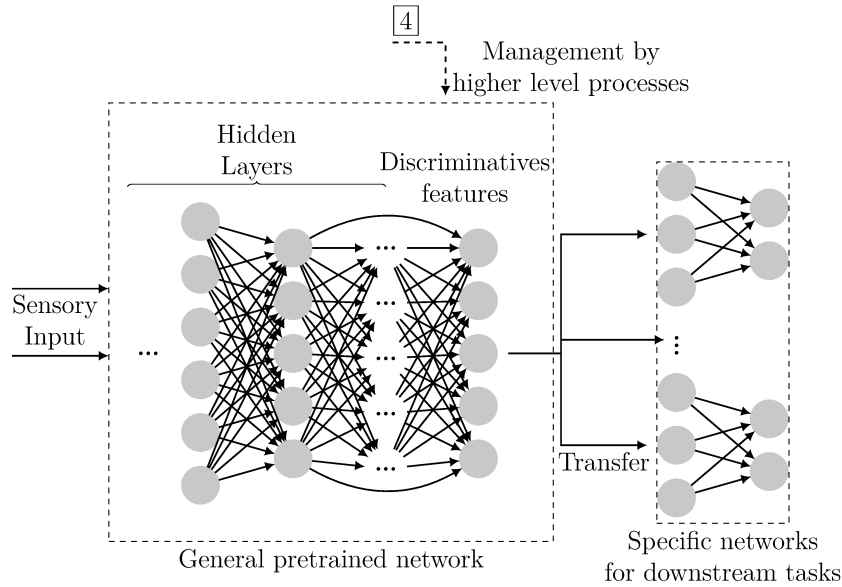 4
Management by
higher level processes
Hidden
Layers
Discriminatives
features
Sensory
Input
...
...
...
...
...
...
...
Transfer
General pretrained network
Specific networks
for downstream tasks